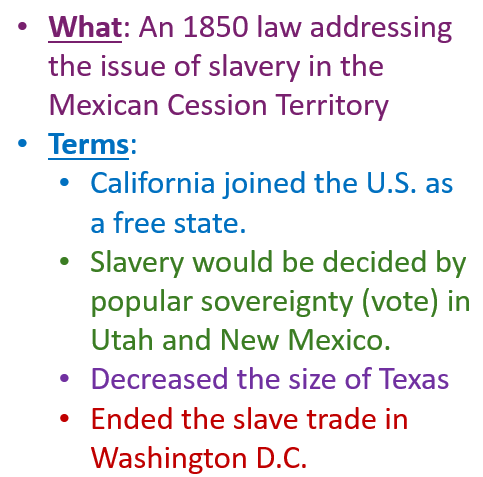 • What: An 1850 law addressing
the issue of slavery in the
Mexican Cession Territory
• Terms:
• California joined the U.S. as
a free state.
• Slavery would be decided by
popular sovereignty (vote) in
Utah and New Mexico.
• Decreased the size of Texas
• Ended the slave trade in
Washington D.C.